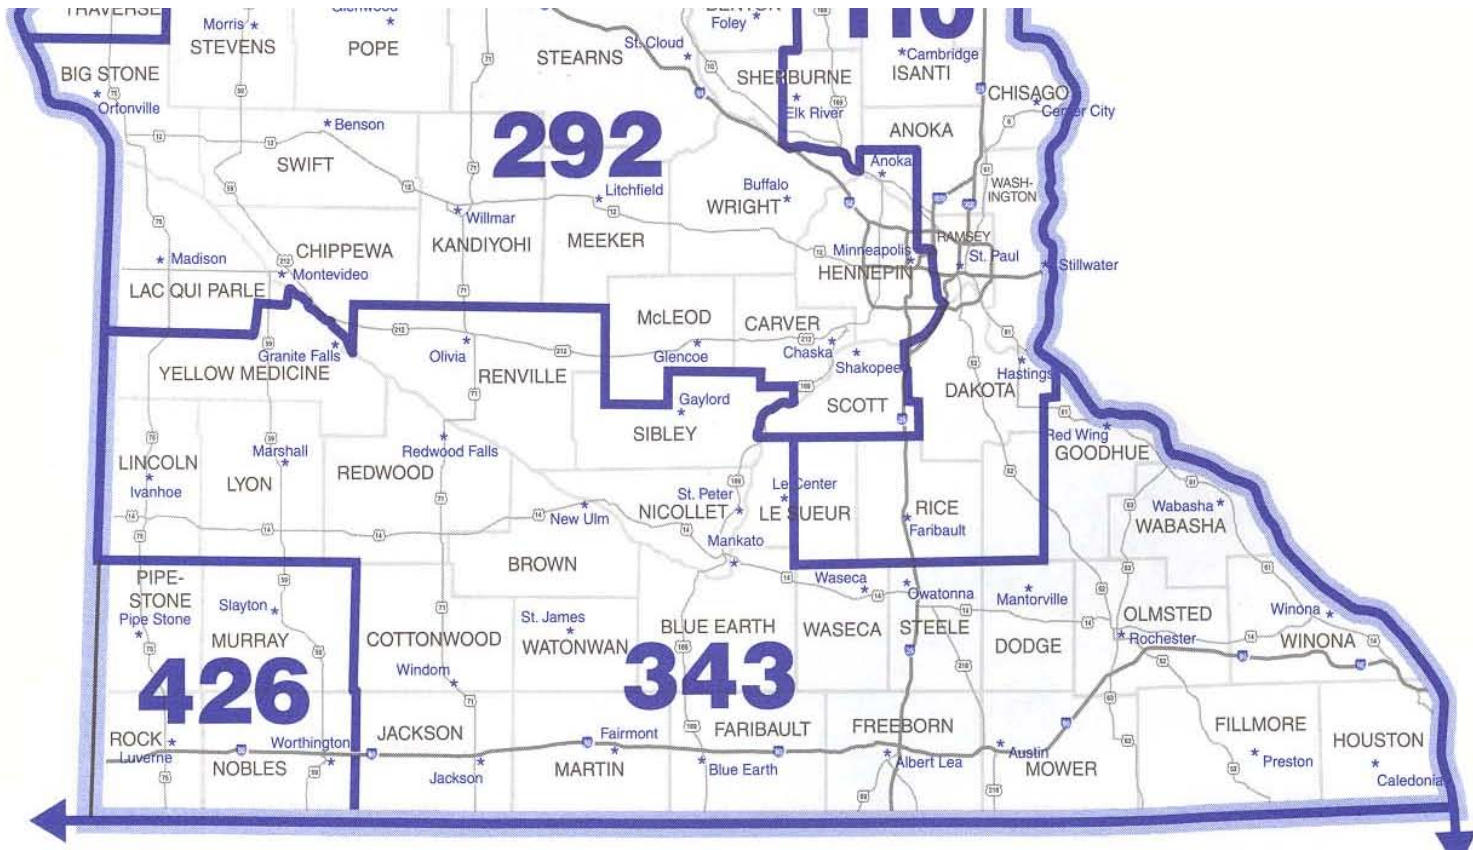 TRAVERSE
Morris
STEVENS
Glenwood
POPE
STEARNS
St. Cloud
BENTON
Foley
110
Cambridge
ISANTI
SHERBURNE
Elk River
CHISAGO
Center City
BIG STONE
Ortonville
Benson
SWIFT
292
ANOKA
Anoka
WASH-
INGTON
Litchfield
Buffalo
WRIGHT
Willmar
KANDIYOHI
MEEKER
CHIPPEWA
Madison
Montevideo
LAC QUI PARLE
RAMSEY
Minneapolis
HENNEPIN
St. Paul
Stillwater
McLEOD
Glencoe
CARVER
Chaska
Shakopee
Granite Falls
YELLOW MEDICINE
Olivia
RENVILLE
Hastings
DAKOTA
SCOTT
Gaylord
SIBLEY
Red Wing
GOODHUE
LINCOLN
Ivanhoe
Marshall
LYON
Redwood Falls
REDWOOD
New Ulm
St. Peter
NICOLLET
Mankato
Le Center
LE SUEUR
RICE
Faribault
Wabasha
WABASHA
BROWN
PIPE-
STONE
Pipe Stone
Slayton
MURRAY
426
COTTONWOOD
Windom
St. James
WATONWAN
BLUE EARTH
343
Waseca
WASECA
Owatonna
STEELE
Mantorville
DODGE
OLMSTED
Rochester
Winona
WINONA
ROCK
Luverne
Worthington
NOBLES
JACKSON
Jackson
Fairmont
MARTIN
FARIBAULT
Blue Earth
FREEBORN
Albert Lea
Austin
MOWER
FILLMORE
Preston
HOUSTON
Caledonia